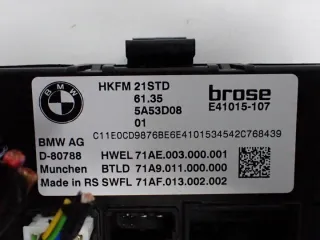 BMW
HKFM 21STD
brose
61.35
E41015-107
5A53D08
01
C11E0CD9876BE6E4101534542C768439
BMW AG
D-80788 HWEL 71AE.003.000.001
Munchen BTLD 71A9.011.000.000
Made in RS SWFL 71AF.013.002.002